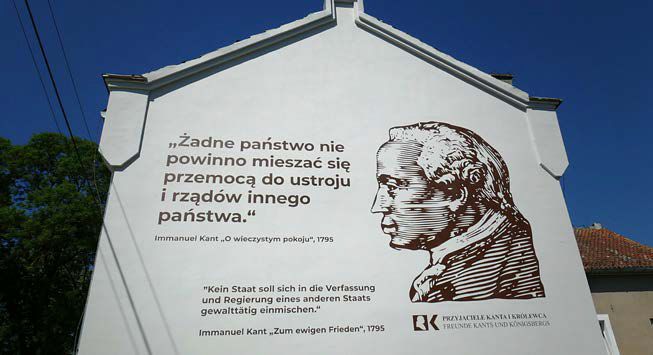 „Żadne państwo nie
powinno mieszać się
przemocą do ustroju
i rządów innego
państwa.“
Immanuel Kant „O wieczystym pokoju“, 1795
"Kein Staat soll sich in die Verfassung
und Regierung eines anderen Staats
gewalttätig einmischen.“
Immanuel Kant „Zum ewigen Frieden“, 1795
K
PRZYJACIELE KANTA I KRÓLEWCA
FREUNDE KANTS UND KÖNIGSBERGS